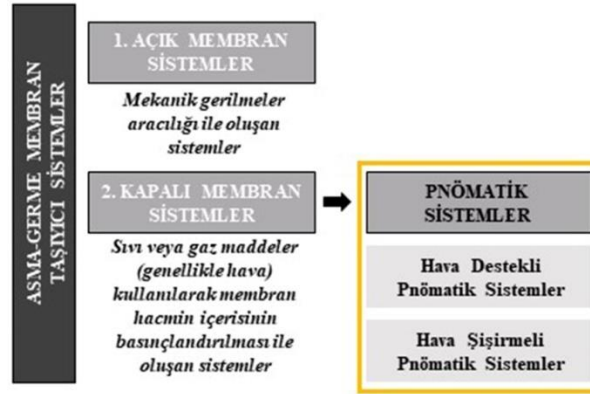 ASMA-GERME MEMBRAN
TAŞIYICI SİSTEMLER
1. AÇIK MEMBRAN
SİSTEMLER
Mekanik gerilmeler
aracılığı ile oluşan
sistemler
2. KAPALI MEMBRAN
SİSTEMLER
Sıvı veya gaz maddeler
(genellikle hava)
kullanılarak membran
hacmin içerisinin
basınçlandırılması ile
oluşan sistemler
PNÖMATİK
SİSTEMLER
Hava Destekli
Pnömatik Sistemler
Hava Şişirmeli
Pnömatik Sistemler